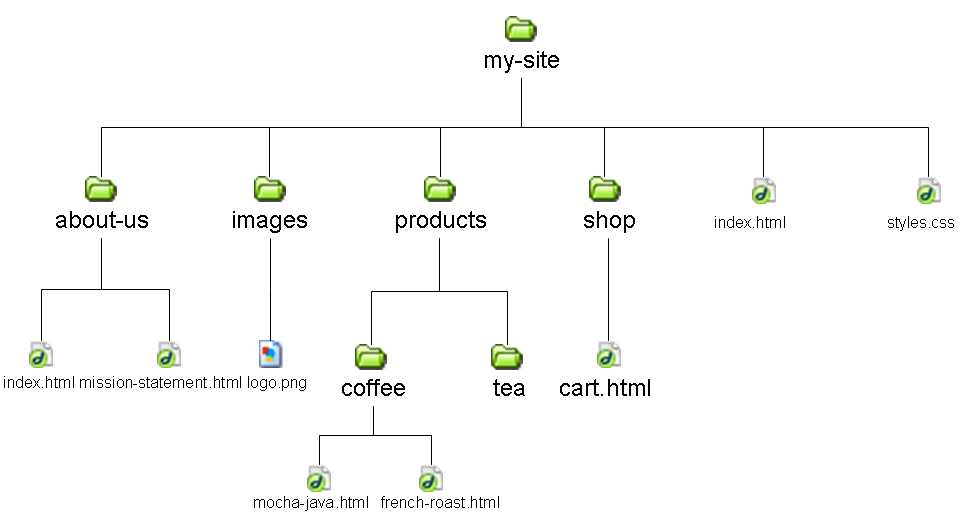 my-site
about-us
images
products
shop
index.html
styles.css
index.html
mission-statement.html
logo.png
coffee
tea
cart.html
mocha-java.html
french-roast.html